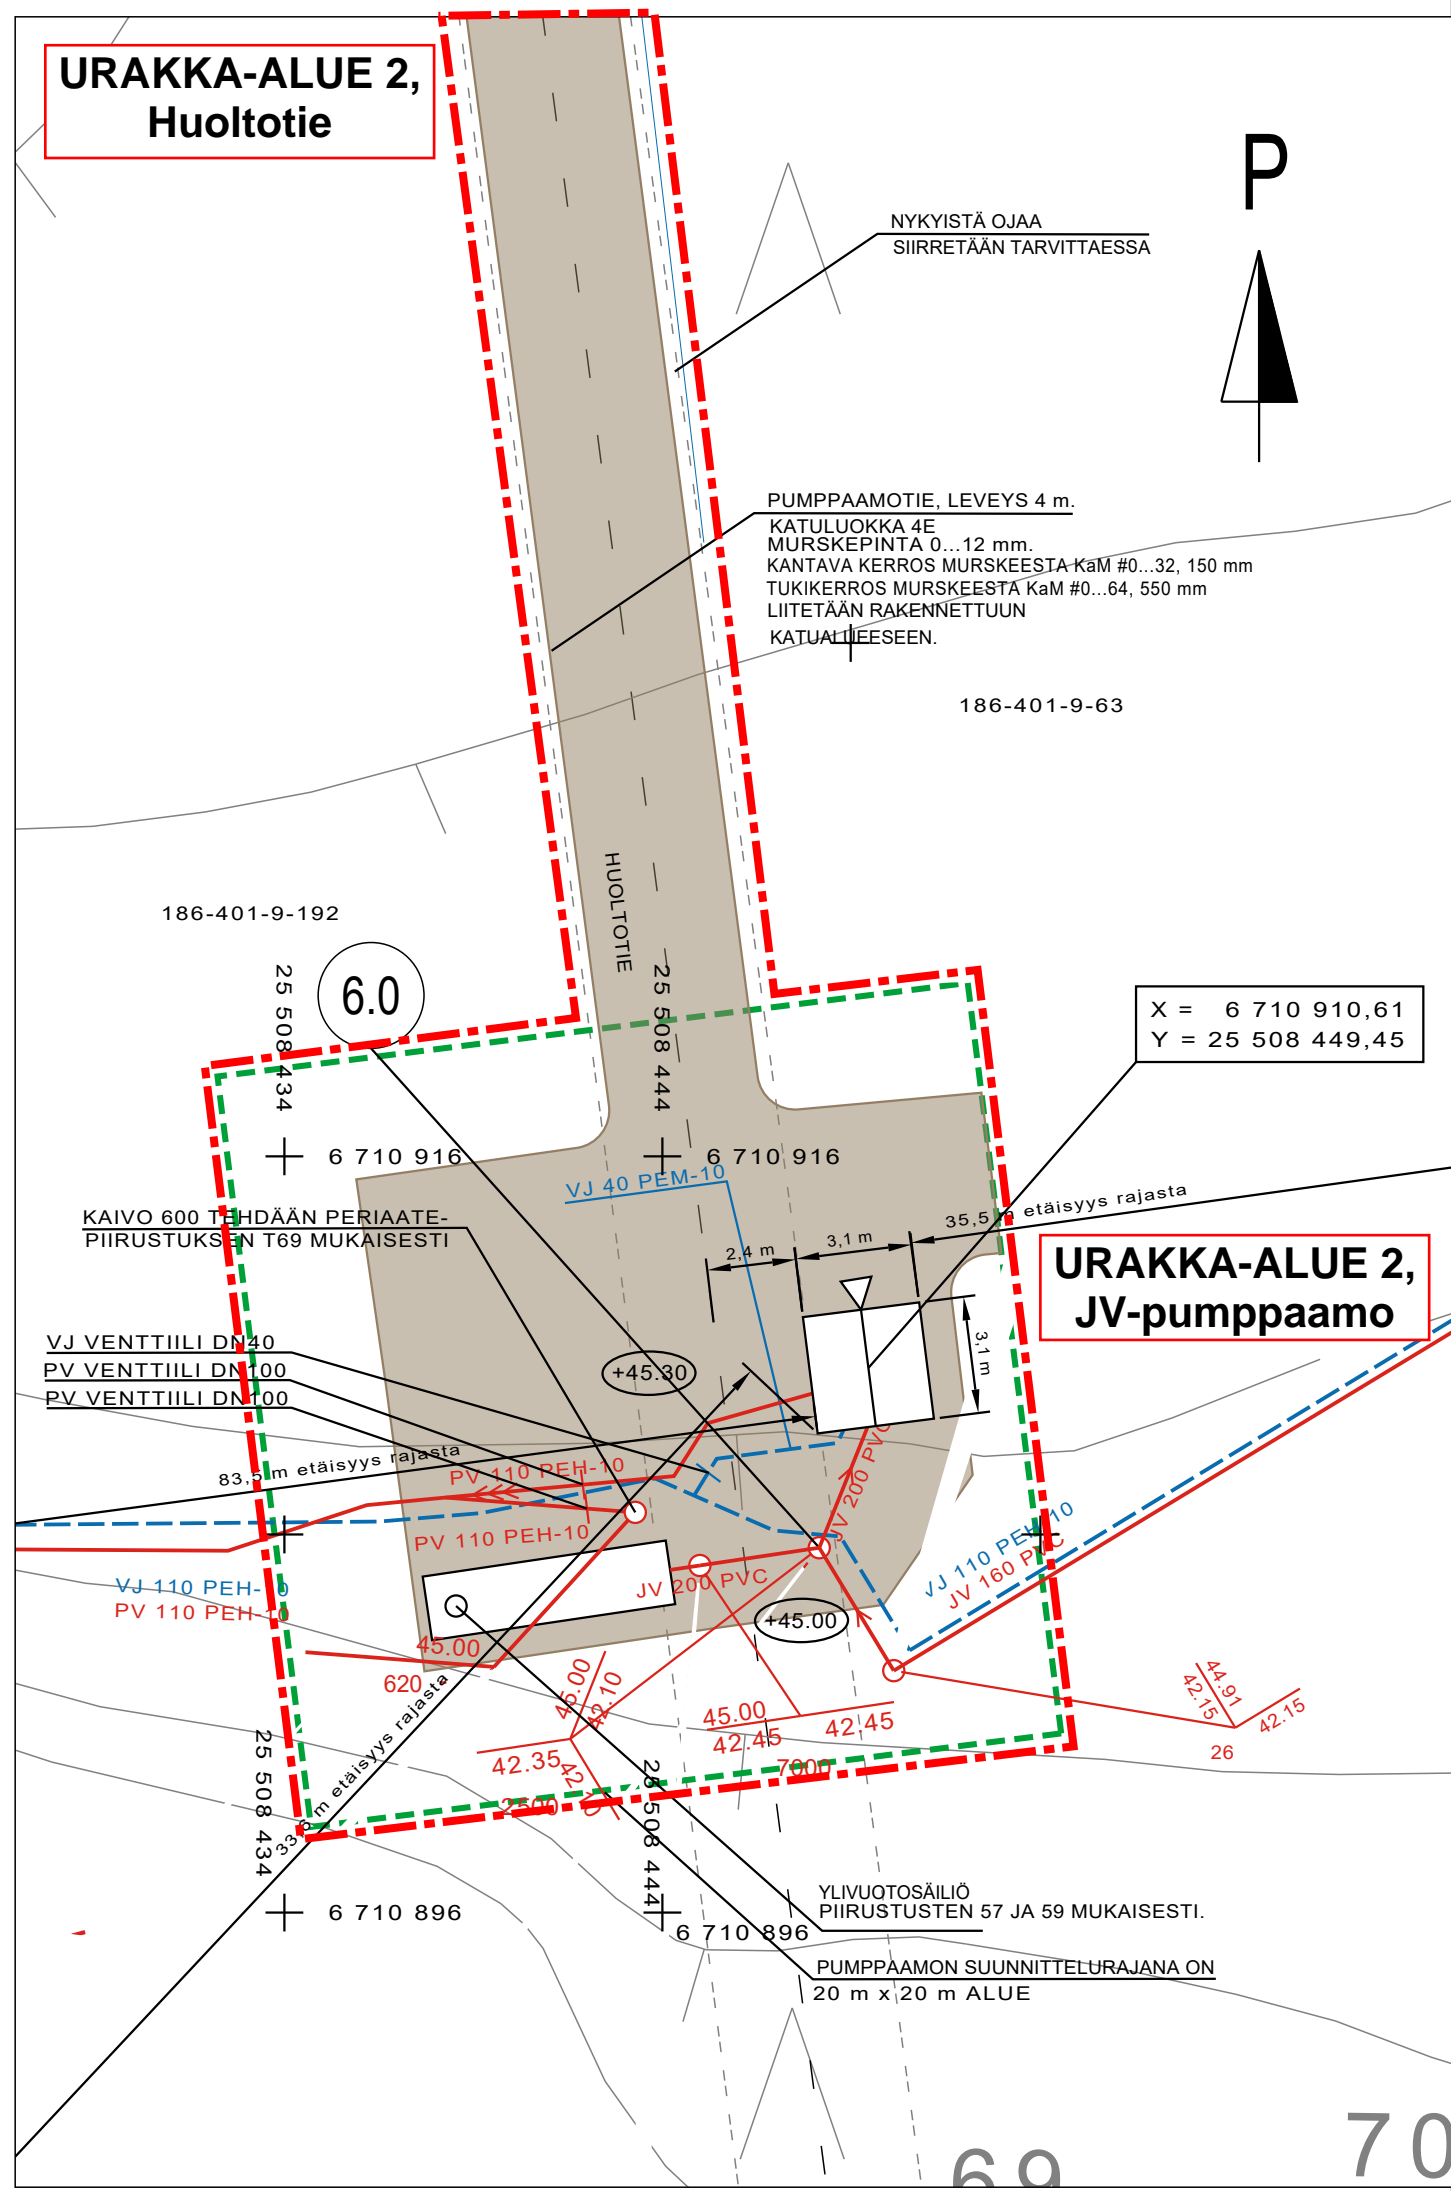 URAKKA-ALUE 2,
Huoltotie
P
NYKYISTÄ OJAA
SIIRRETÄÄN TARVITTAESSA
PUMPPAAMOTIE, LEVEYS 4 m.
KATULUOKKA 4E
MURSKEPINTA 0...12 mm.
KANTAVA KERROS MURSKEESTA KaM #0...32, 150 mm
TUKIKERROS MURSKEESTA KaM #0...64, 550 mm
LIITETÄÄN RAKENNETTUUN
KATUALUEESEEN.
186-401-9-63
HUOLTOTIE
186-401-9-192
6.0
25 508 434
25 508 444
X = 6 710 910,61
Y = 25 508 449,45
6 710 916
6 710 916
VJ 40 PEM-10
KAIVO 600 TEHDÄÄN PERIAATE-
PIIRUSTUKSEN T69 MUKAISESTI
35,5 m etäisyys rajasta
2,4 m
3,1 m
URAKKA-ALUE 2,
JV-pumppaamo
3,1 m
VJ VENTTIILI DN40
PV VENTTIILI DN100
PV VENTTIILI DN100
+45.30
83,5 m etäisyys rajasta
PV 110 PEH-10
JV 200 PVC
PV 110 PEH-10
VJ 110 PEH-10
JV 160 PVC
VJ 110 PEH-10
PV 110 PEH-10
JV 200 PVC
+45.00
45.00
620
33,6 m etäisyys rajasta
45.00
42.10
45.00
42.45
42.45
7000
44.91
42.15
42.15
26
42.35
42.10
2500
25 508 434
25 508 444
YLIVUOTOSÄILIÖ
PIIRUSTUSTEN 57 JA 59 MUKAISESTI.
6 710 896
6 710 896
PUMPPAAMON SUUNNITTELURAJANA ON
20 m x 20 m ALUE
69
70